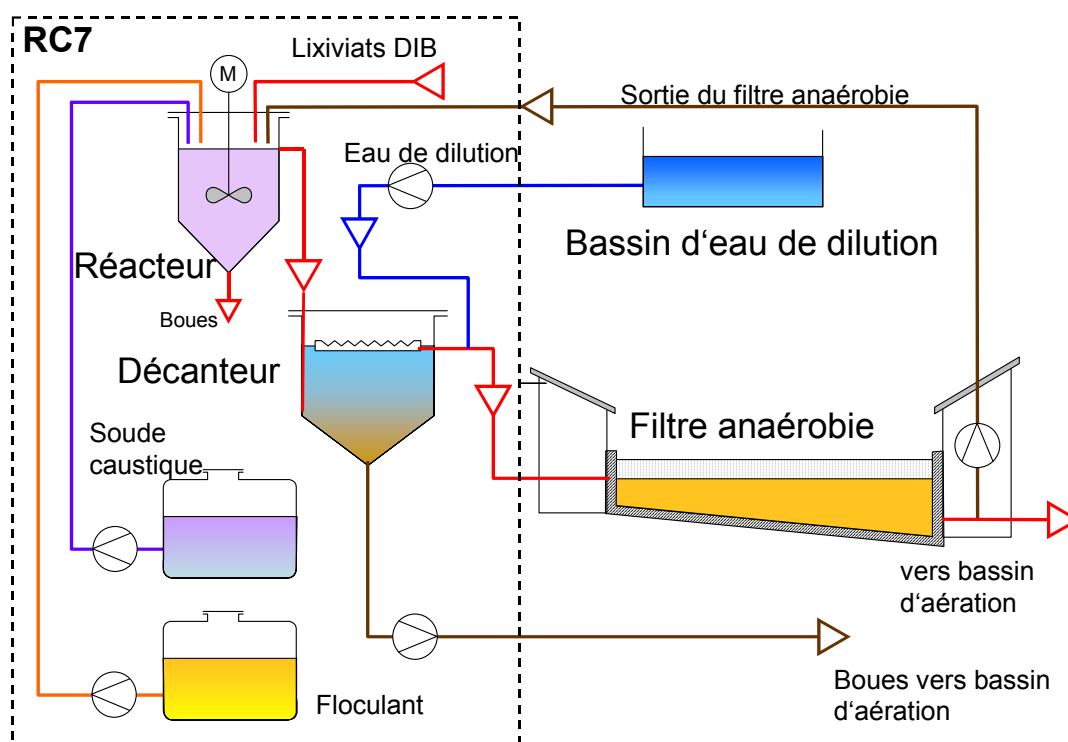 RC7
Lixiviats DIB
M
Sortie du filtre anaérobie
Eau de dilution
Bassin d‘eau de dilution
Réacteur
Boues
Décanteur
Filtre anaérobie
Soude
caustique
vers bassin
d‘aération
Boues vers bassin
d‘aération
Floculant